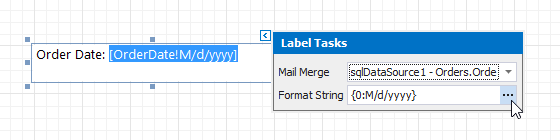 Order Date: [OrderDate!M/d/yyyy]
Label Tasks
Mail Merge sqlDataSource1 - Orders.Orde
Format String {0:M/d/yyyy} ...